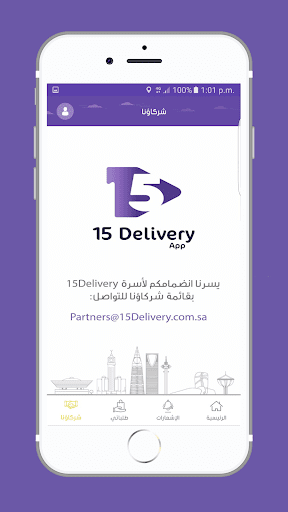 100% 1:01 p.m.
شركاؤنا
15
15 Delivery
App
يسرنا انضمامكم لأسرة 15Delivery
بقائمة شركاؤنا للتواصل:
Partners@15Delivery.com.sa
الرئيسية الإشعارات طلباتي شركاؤنا